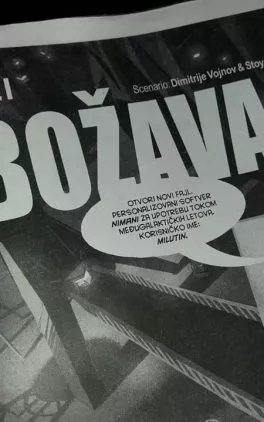 Scenario: Dimitrije Vojnov & Stoy
BOŽAVA
OTVORI NOVI FAJL.
PERSONALIZOVANI SOFTVER
NIMANI ZA UPOTREBU TOKOM
MEĐUGALAKTIČKIH LETOVA.
KORISNIČKO IME:
MILUTIN.